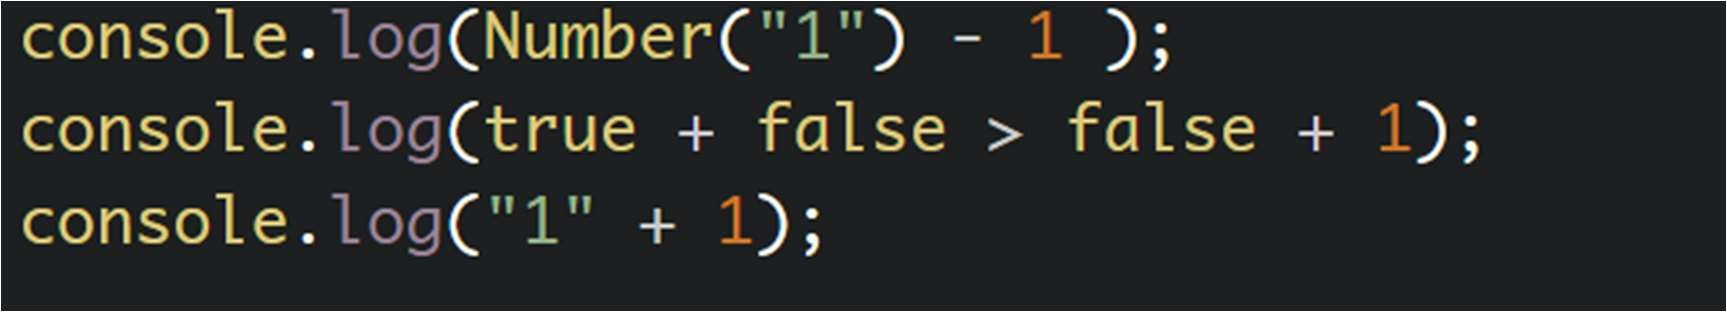 console.log(Number("1") - 1 );
console.log(true + false > false + 1);
console.log("1" + 1);